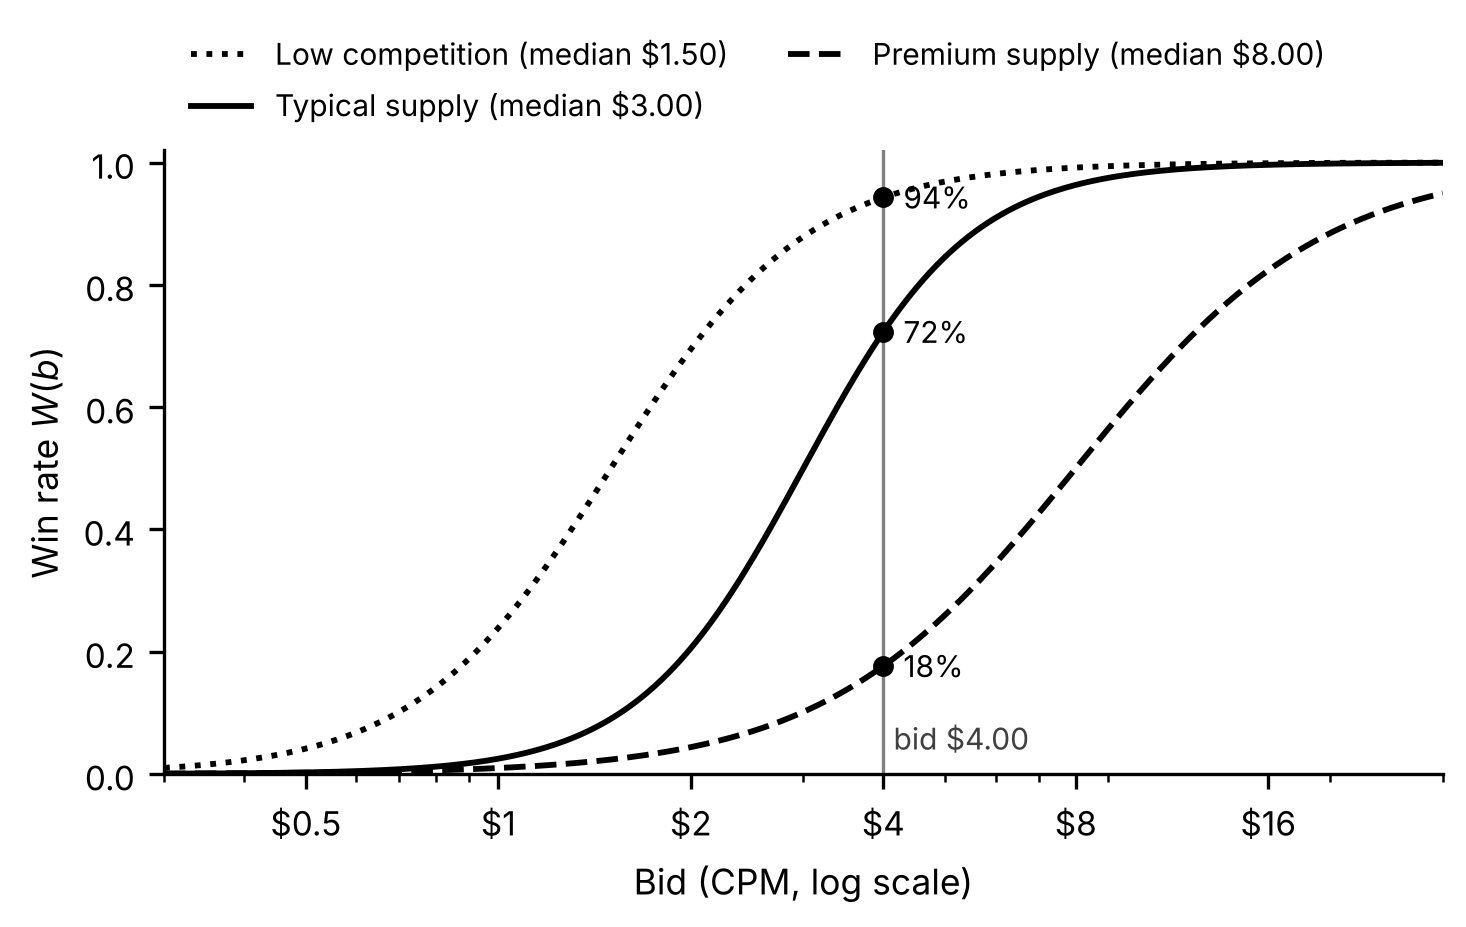 Low competition (median $1.50)
Premium supply (median $8.00)
Typical supply (median $3.00)
1.0
0.8
0.6
0.4
0.2
0.0
Win rate W(b)
94%
72%
18%
bid $4.00
$0.5
$1
$2
$4
$8
$16
Bid (CPM, log scale)